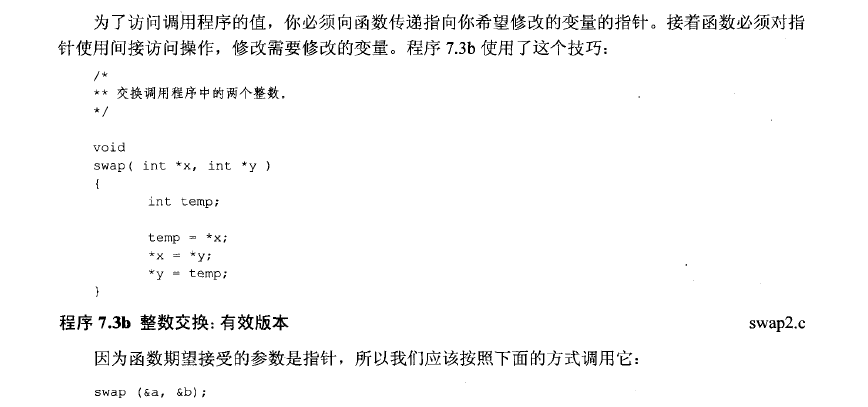 为了访问调用程序的值，你必须向函数传递指向你希望修改的变量的指针。接着函数必须对指
针使用间接访问操作，修改需要修改的变量。程序 7.3b 使用了这个技巧：
/*
** 交换调用程序中的两个整数。
*/
void
swap( int *x, int *y )
{
int temp;
temp = *x;
*x = *y;
*y = temp;
}
程序 7.3b 整数交换：有效版本 swap2.c
因为函数期望接受的参数是指针，所以我们应该按照下面的方式调用它：
swap (&a, &b);